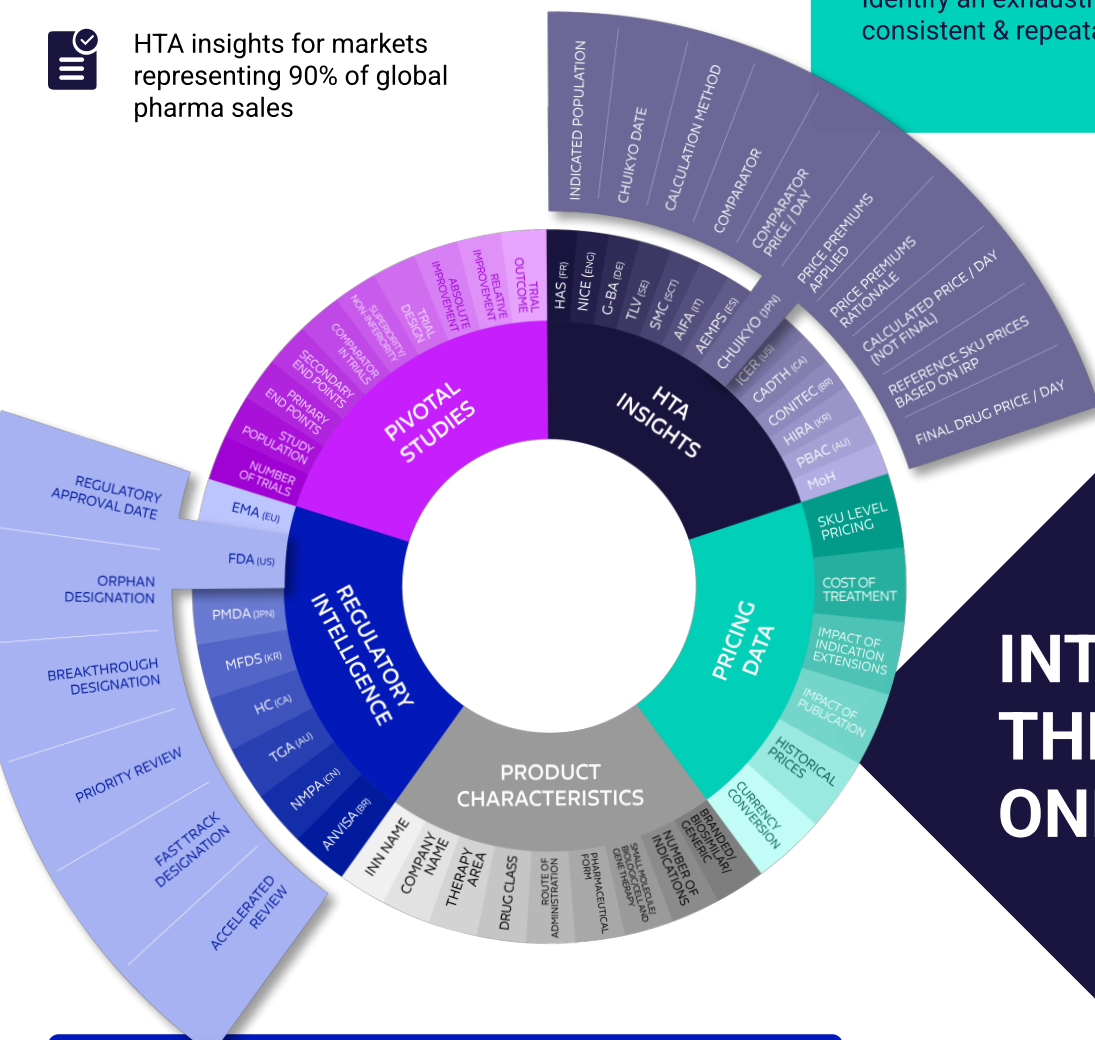 Identify an exhausti
consistent & repeata
HTA insights for markets
representing 90% of global
pharma sales
INDICATED POPULATION
CHUIKYO DATE
CALCULATION METHOD
COMPARATOR
COMPARATOR
PRICE / DAY
PRICE PREMIUMS
APPLIED
PRICE PREMIUMS
RATIONALE
CALCULATED PRICE / DAY
(NOT FINAL)
REFERENCE SKU PRICES
BASED ON IRP
FINAL DRUG PRICE / DAY
HTA
INSIGHTS
HAS (FR)
NICE (ENG)
G-BA (DE)
TLV (SE)
SMC (SCT)
AIFA (IT)
AEMPS (ES)
CHUIKYO (JPN)
ICER (US)
CADTH (CA)
CONITEC (BR)
HIRA (KR)
PBAC (AU)
MoH
PRICING
DATA
SKU LEVEL
PRICING
COST OF
TREATMENT
IMPACT OF
INDICATION
EXTENSIONS
IMPACT OF
PUBLICATION
HISTORICAL
PRICES
CURRENCY
CONVERSION
PRODUCT
CHARACTERISTICS
BRANDED/
BIOSIMILAR/
GENERIC
NUMBER OF
INDICATIONS
SMALL MOLECULE/
BIOLOGIC/CELL AND
GENE THERAPY
PHARMACEUTICAL
FORM
ROUTE OF
ADMINISTRATION
DRUG CLASS
THERAPY
AREA
COMPANY
NAME
INN NAME
REGULATORY
INTELLIGENCE
ANVISA (BR)
NMPA (CN)
TGA (AU)
HC (CA)
MFDS (KR)
PMDA (JPN)
FDA (US)
EMA (EU)
REGULATORY
APPROVAL DATE
ORPHAN
DESIGNATION
BREAKTHROUGH
DESIGNATION
PRIORITY REVIEW
FAST TRACK
DESIGNATION
ACCELERATED
REVIEW
PIVOTAL
STUDIES
NUMBER
OF TRIALS
STUDY
POPULATION
PRIMARY
END POINTS
SECONDARY
END POINTS
COMPARATOR
IN TRIALS
SUPERIORITY/
NON-INFERIORITY
TRIAL
DESIGN
ABSOLUTE
IMPROVEMENT
RELATIVE
IMPROVEMENT
TRIAL
OUTCOME
INT
THE
ON